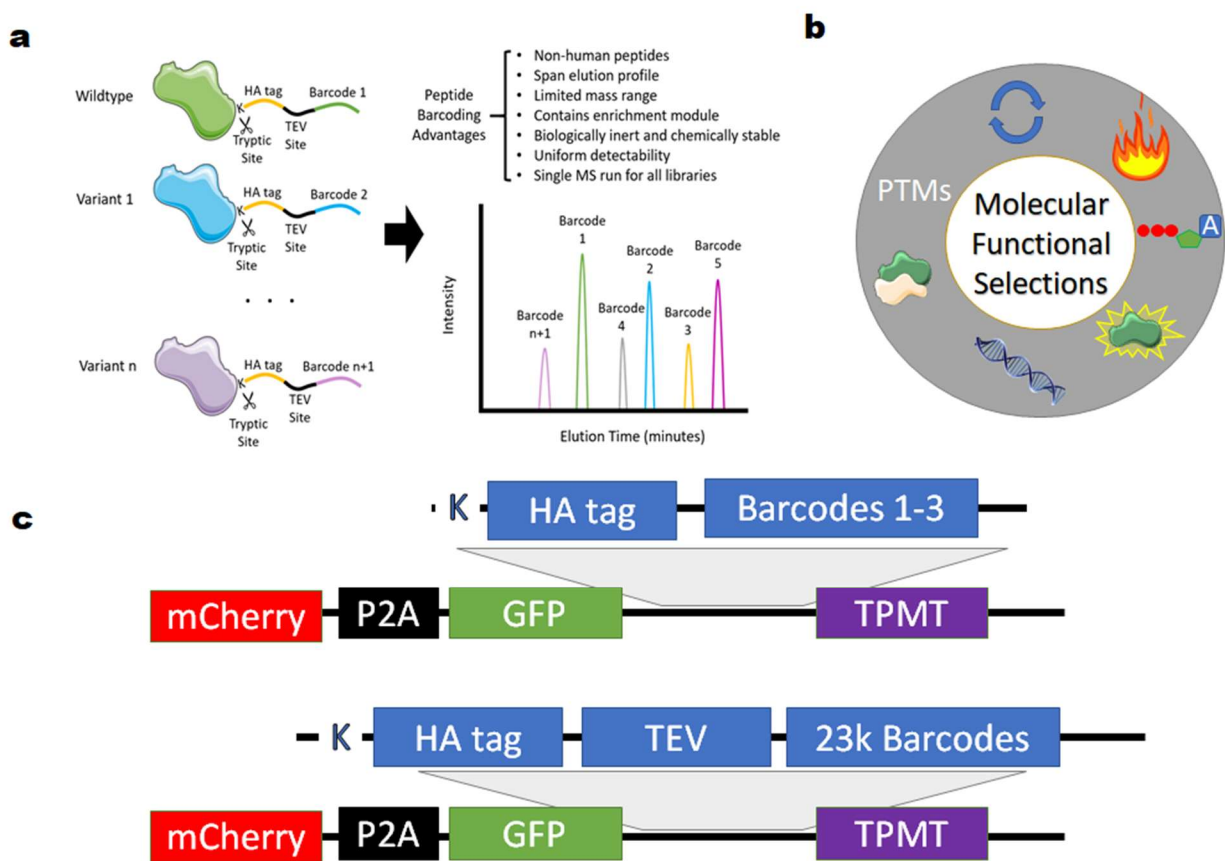 a
Wildtype
HA tag
Barcode 1
K
TEV
Site
Tryptic
Site
Variant 1
HA tag
Barcode 2
K
TEV
Site
Tryptic
Site
. . .
Variant n
HA tag
Barcode n+1
K
TEV
Site
Tryptic
Site
Peptide
Barcoding
Advantages
• Non-human peptides
• Span elution profile
• Limited mass range
• Contains enrichment module
• Biologically inert and chemically stable
• Uniform detectability
• Single MS run for all libraries
Intensity
Barcode
n+1
Barcode
1
Barcode
4
Barcode
2
Barcode
3
Barcode
5
Elution Time (minutes)
b
PTMs
A
Molecular
Functional
Selections
c
K HA tag Barcodes 1-3
mCherry P2A GFP TPMT
K HA tag TEV 23k Barcodes
mCherry P2A GFP TPMT